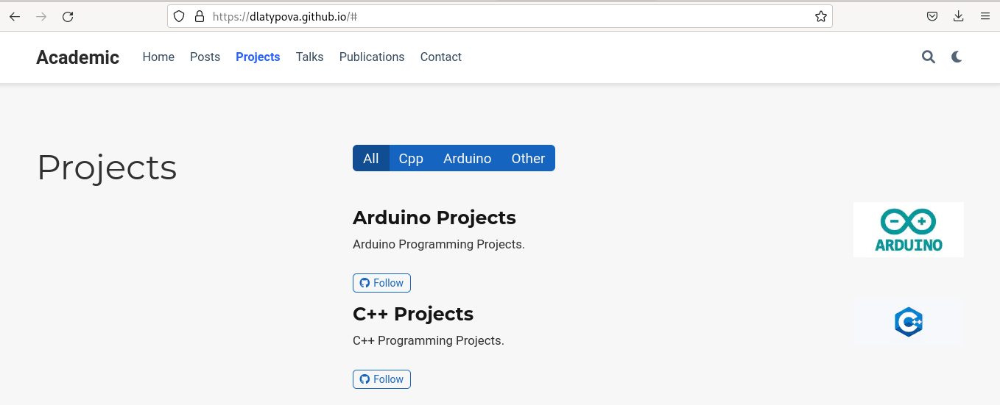 https://dlatypova.github.io/#
Academic Home Posts Projects Talks Publications Contact
Projects
All Cpp Arduino Other
Arduino Projects
Arduino Programming Projects.
ARDUINO
Follow
C++ Projects
C++ Programming Projects.
C++
Follow